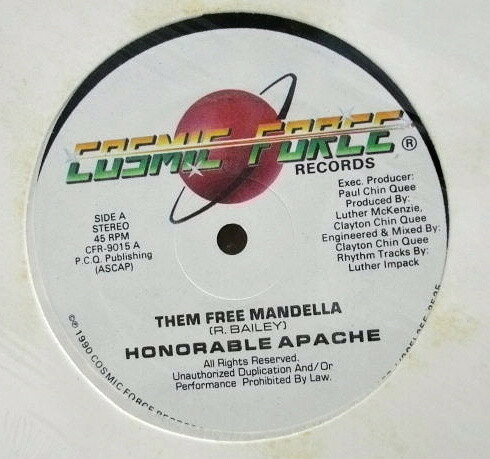 COSMIC FORCE®
RECORDS
SIDE A
STEREO
45 RPM
CFR-9015 A
P.C.Q. Publishing
(ASCAP)
Exec. Producer:
Paul Chin Quee
Produced By:
Luther McKenzie,
Clayton Chin Quee
Engineered & Mixed By:
Clayton Chin Quee
Rhythm Tracks By:
Luther Impack
THEM FREE MANDELLA
(R. BAILEY)
HONORABLE APACHE
All Rights Reserved.
Unauthorized Duplication And/Or
Performance Prohibited By Law.
©℗ 1990 COSMIC FORCE